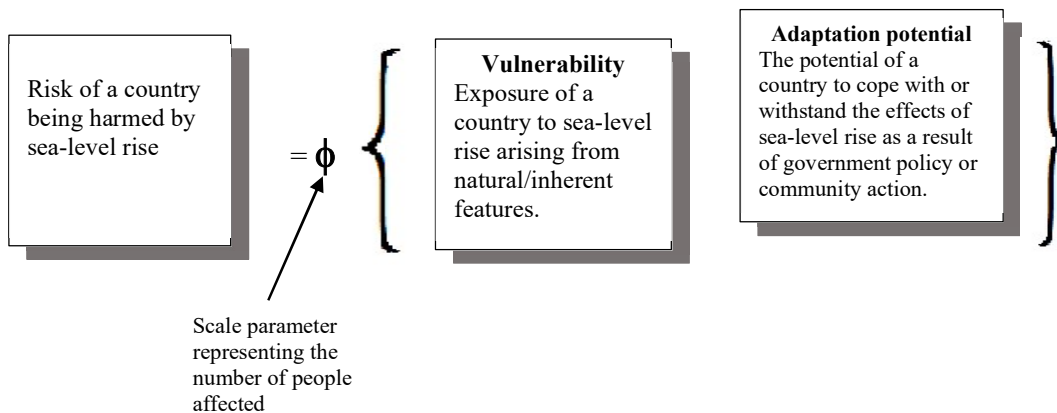 Risk of a country
being harmed by
sea-level rise
= ϕ
Vulnerability
Exposure of a
country to sea-level
rise arising from
natural/inherent
features.
Adaptation potential
The potential of a
country to cope with or
withstand the effects of
sea-level rise as a result
of government policy or
community action.
Scale parameter
representing the
number of people
affected